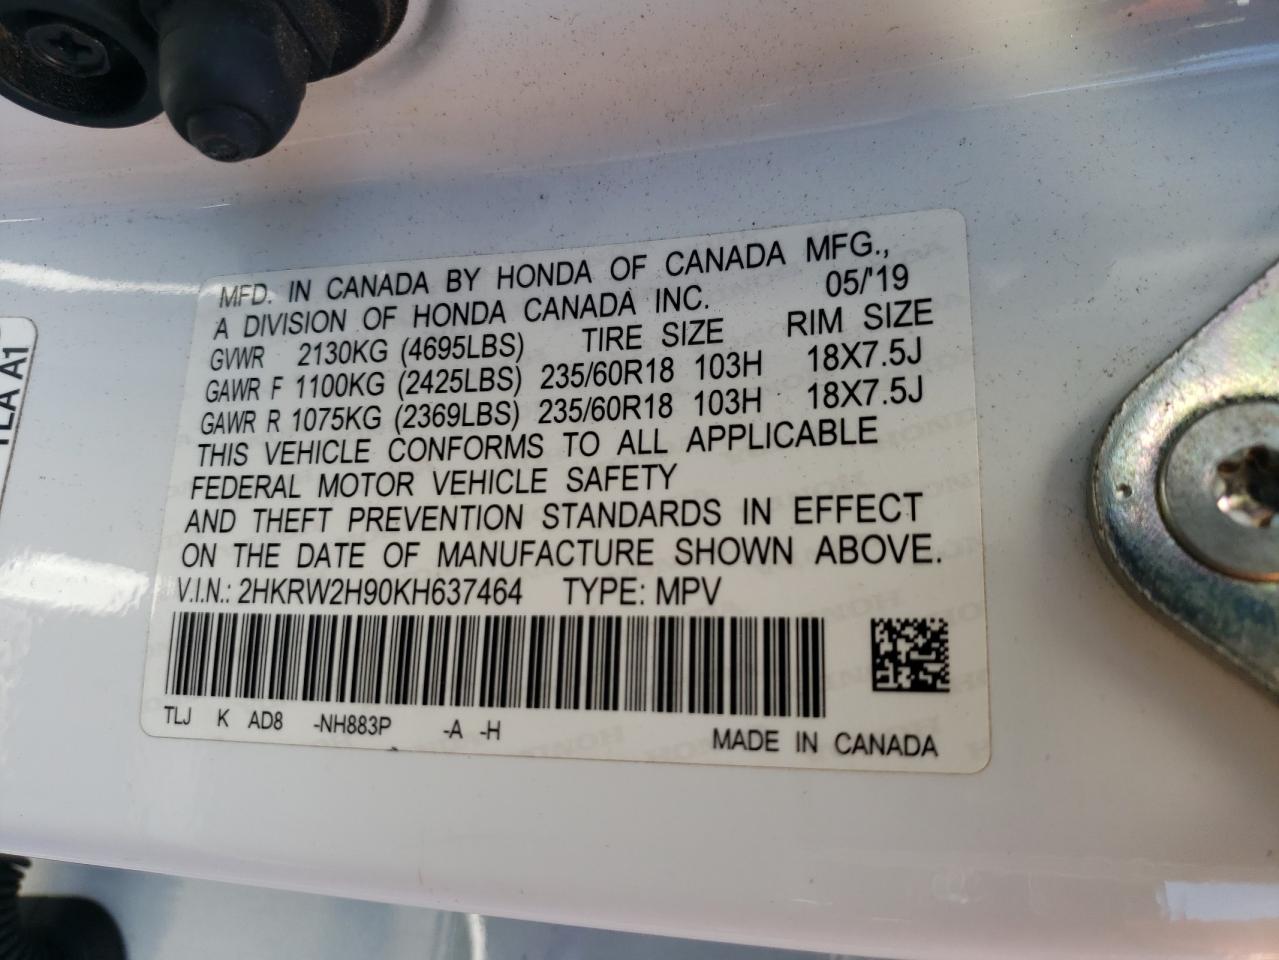 MFD. IN CANADA BY HONDA OF CANADA MFG.,
A DIVISION OF HONDA CANADA INC. 05/'19
GVWR 2130KG (4695LBS) TIRE SIZE RIM SIZE
GAWR F 1100KG (2425LBS) 235/60R18 103H 18X7.5J
GAWR R 1075KG (2369LBS) 235/60R18 103H 18X7.5J
THIS VEHICLE CONFORMS TO ALL APPLICABLE
FEDERAL MOTOR VEHICLE SAFETY
AND THEFT PREVENTION STANDARDS IN EFFECT
ON THE DATE OF MANUFACTURE SHOWN ABOVE.
V.I.N.: 2HKRW2H90KH637464 TYPE: MPV
TLJ K AD8 -NH883P -A -H
MADE IN CANADA
TLA A1